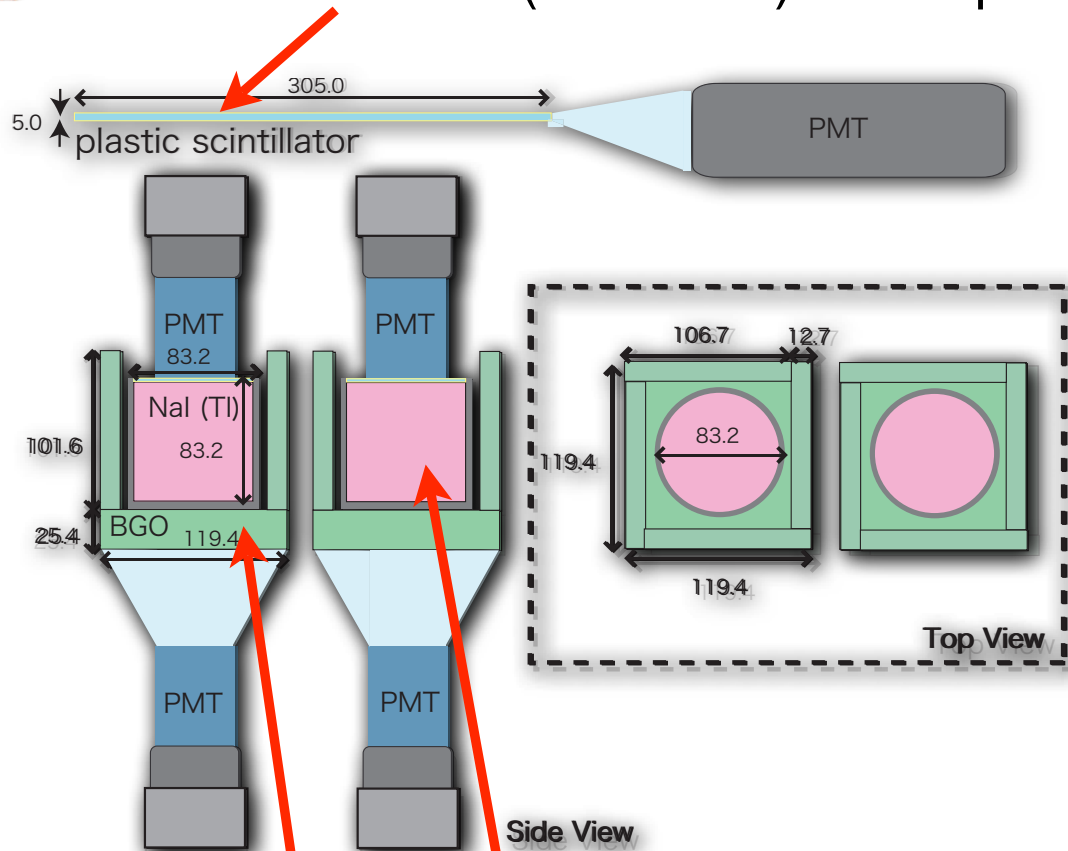 (
)
305.0
5.0
plastic scintillator
PMT
PMT
PMT
83.2
NaI (Tl)
83.2
101.6
BGO
25.4
119.4
PMT
PMT
Side View
106.7
12.7
83.2
119.4
119.4
Top View